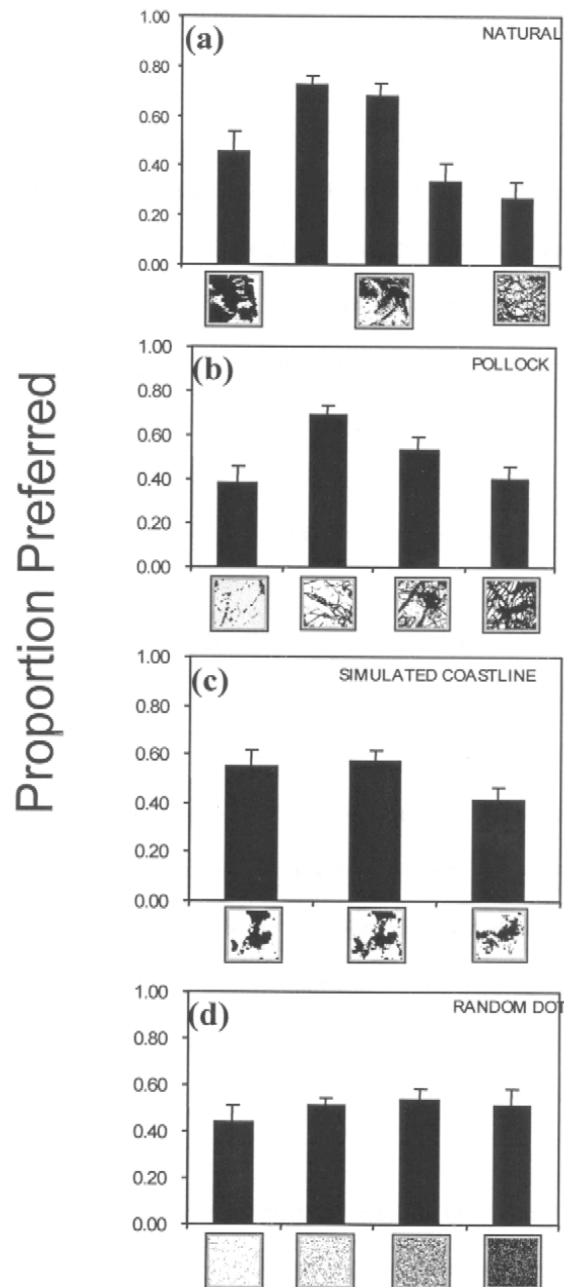 Proportion Preferred
(a)
NATURAL
1.00
0.80
0.60
0.40
0.20
0.00
(b)
POLLOCK
1.00
0.80
0.60
0.40
0.20
0.00
(c)
SIMULATED COASTLINE
1.00
0.80
0.60
0.40
0.20
0.00
(d)
RANDOM DOT
1.00
0.80
0.60
0.40
0.20
0.00